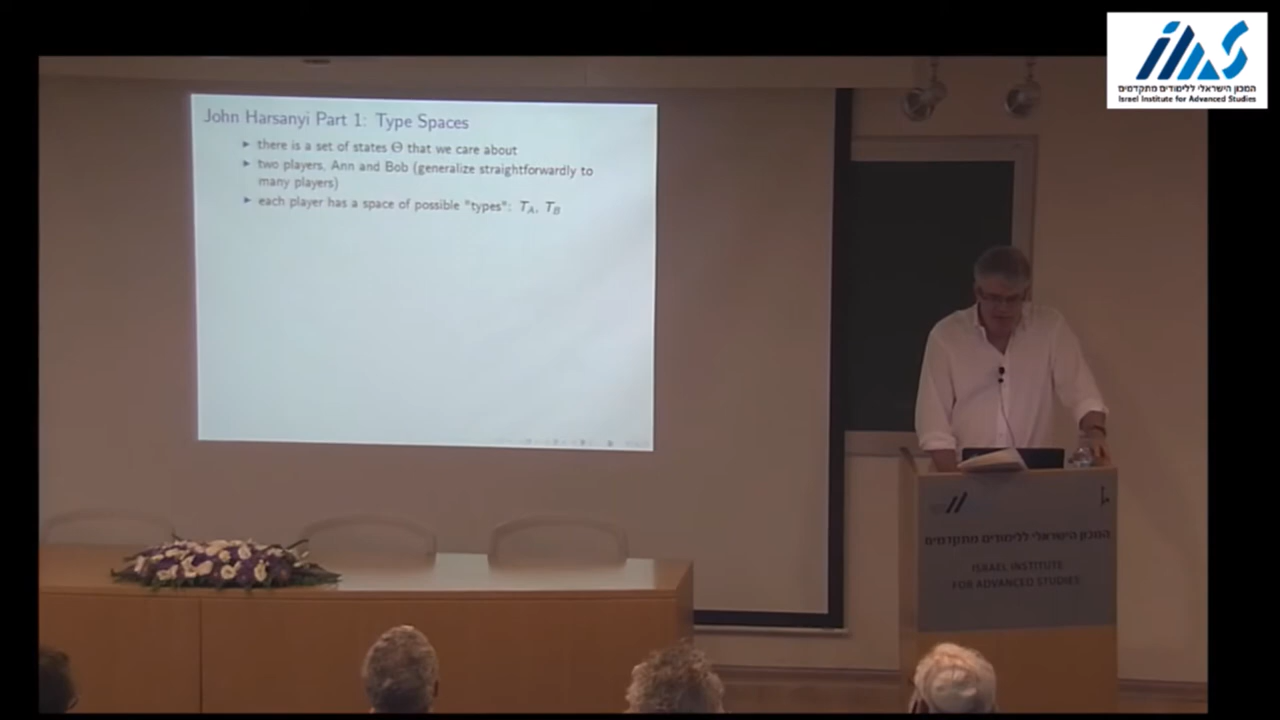 המכון הישראלי ללימודים מתקדמים
Israel Institute for Advanced Studies
John Harsanyi Part 1: Type Spaces
► there is a set of states Θ that we care about
► two players, Ann and Bob (generalize straightforwardly to
many players)
► each player has a space of possible "types": T_A, T_B
המכון הישראלי ללימודים מתקדמים
ISRAEL INSTITUTE
FOR ADVANCED STUDIES